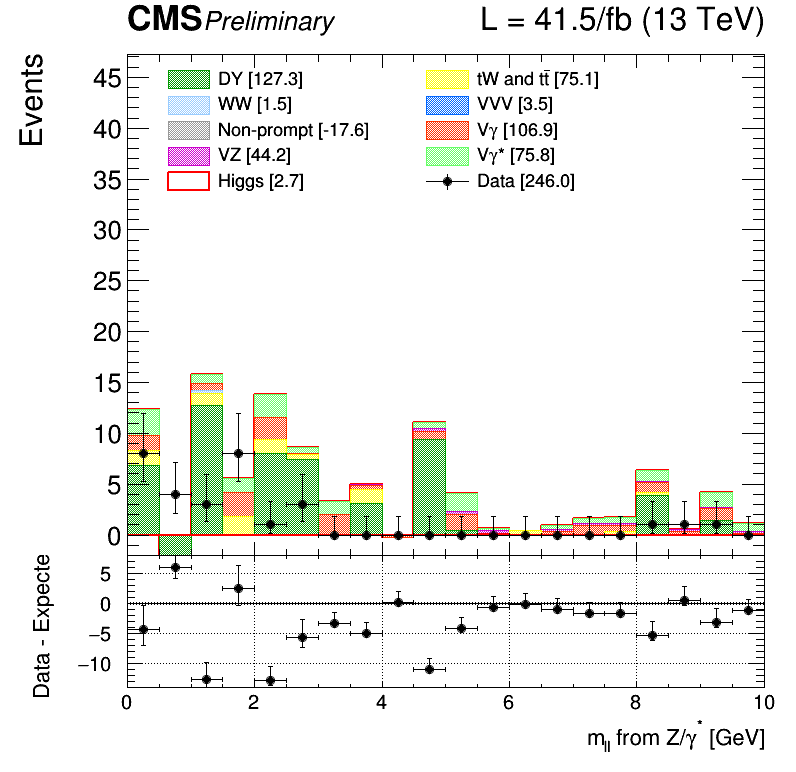 CMS Preliminary L = 41.5/fb (13 TeV)
Events
45
40
35
30
25
20
15
10
5
0
DY [127.3]
WW [1.5]
Non-prompt [-17.6]
VZ [44.2]
Higgs [2.7]
tW and tt̄ [75.1]
VVV [3.5]
Vγ [106.9]
Vγ* [75.8]
Data [246.0]
Data - Expecte
5
0
−5
−10
0 2 4 6 8 10
m_ll from Z/γ* [GeV]